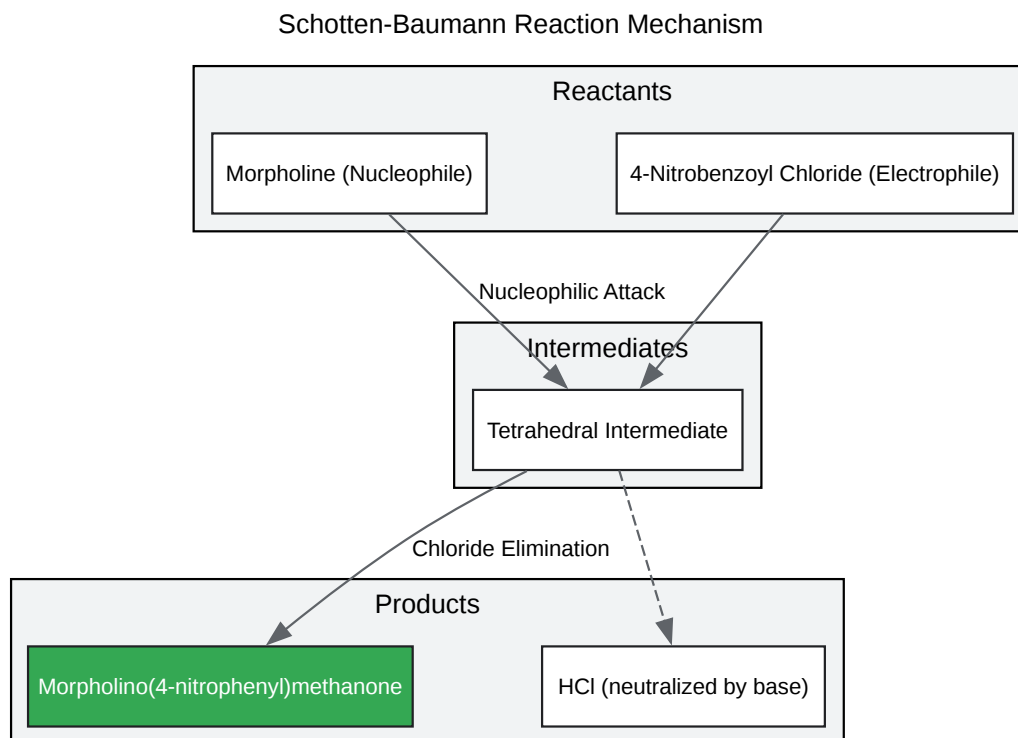 Schotten-Baumann Reaction Mechanism
Reactants
Morpholine (Nucleophile)
4-Nitrobenzoyl Chloride (Electrophile)
Nucleophilic Attack
Intermediates
Tetrahedral Intermediate
Chloride Elimination
Products
Morpholino(4-nitrophenyl)methanone
HCl (neutralized by base)